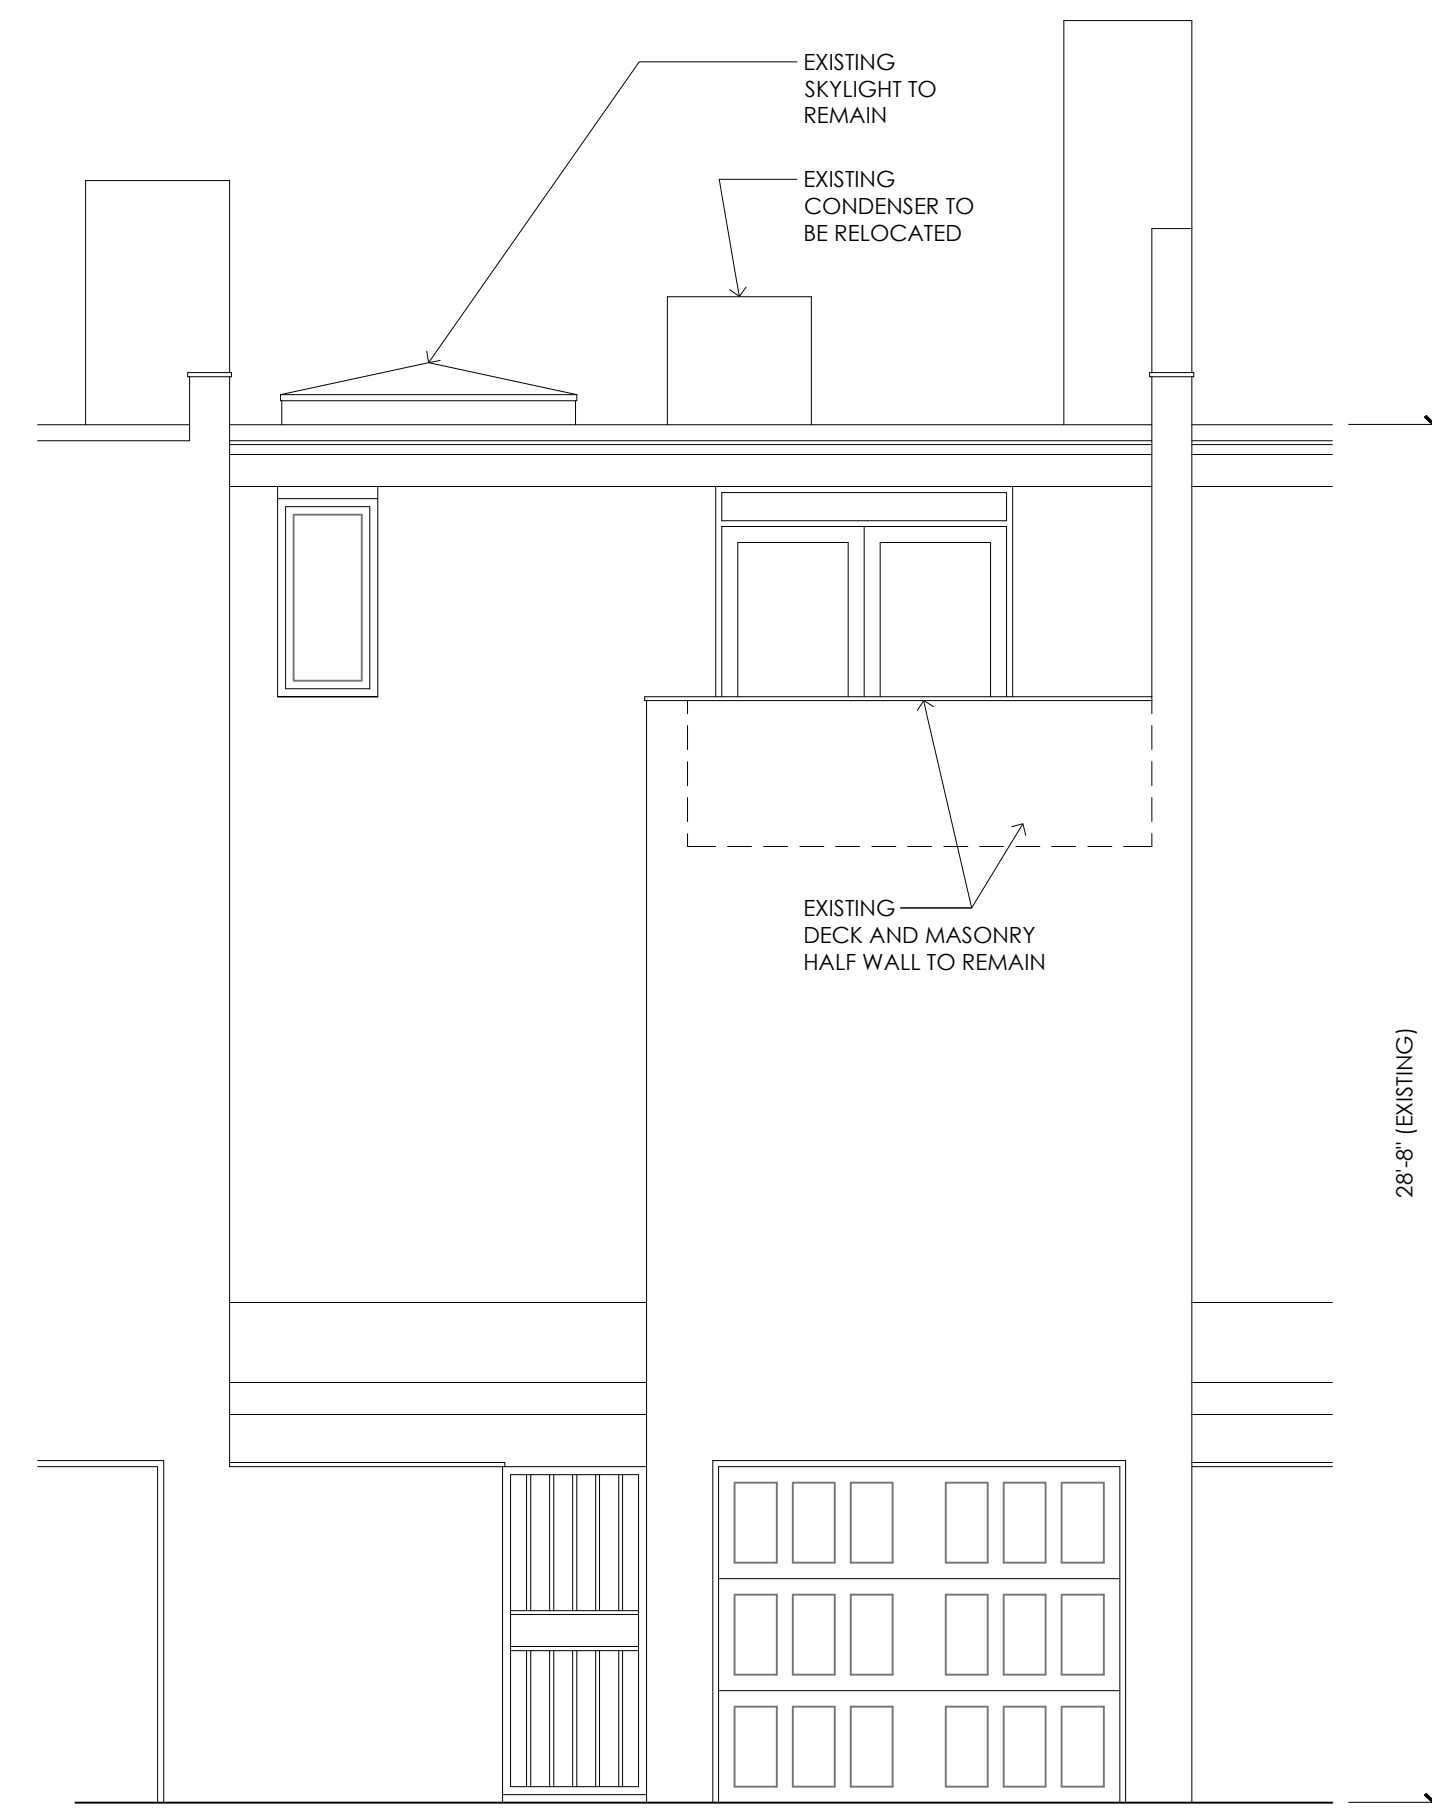 EXISTING
SKYLIGHT TO
REMAIN
EXISTING
CONDENSER TO
BE RELOCATED
EXISTING
DECK AND MASONRY
HALF WALL TO REMAIN
28'-8" (EXISTING)